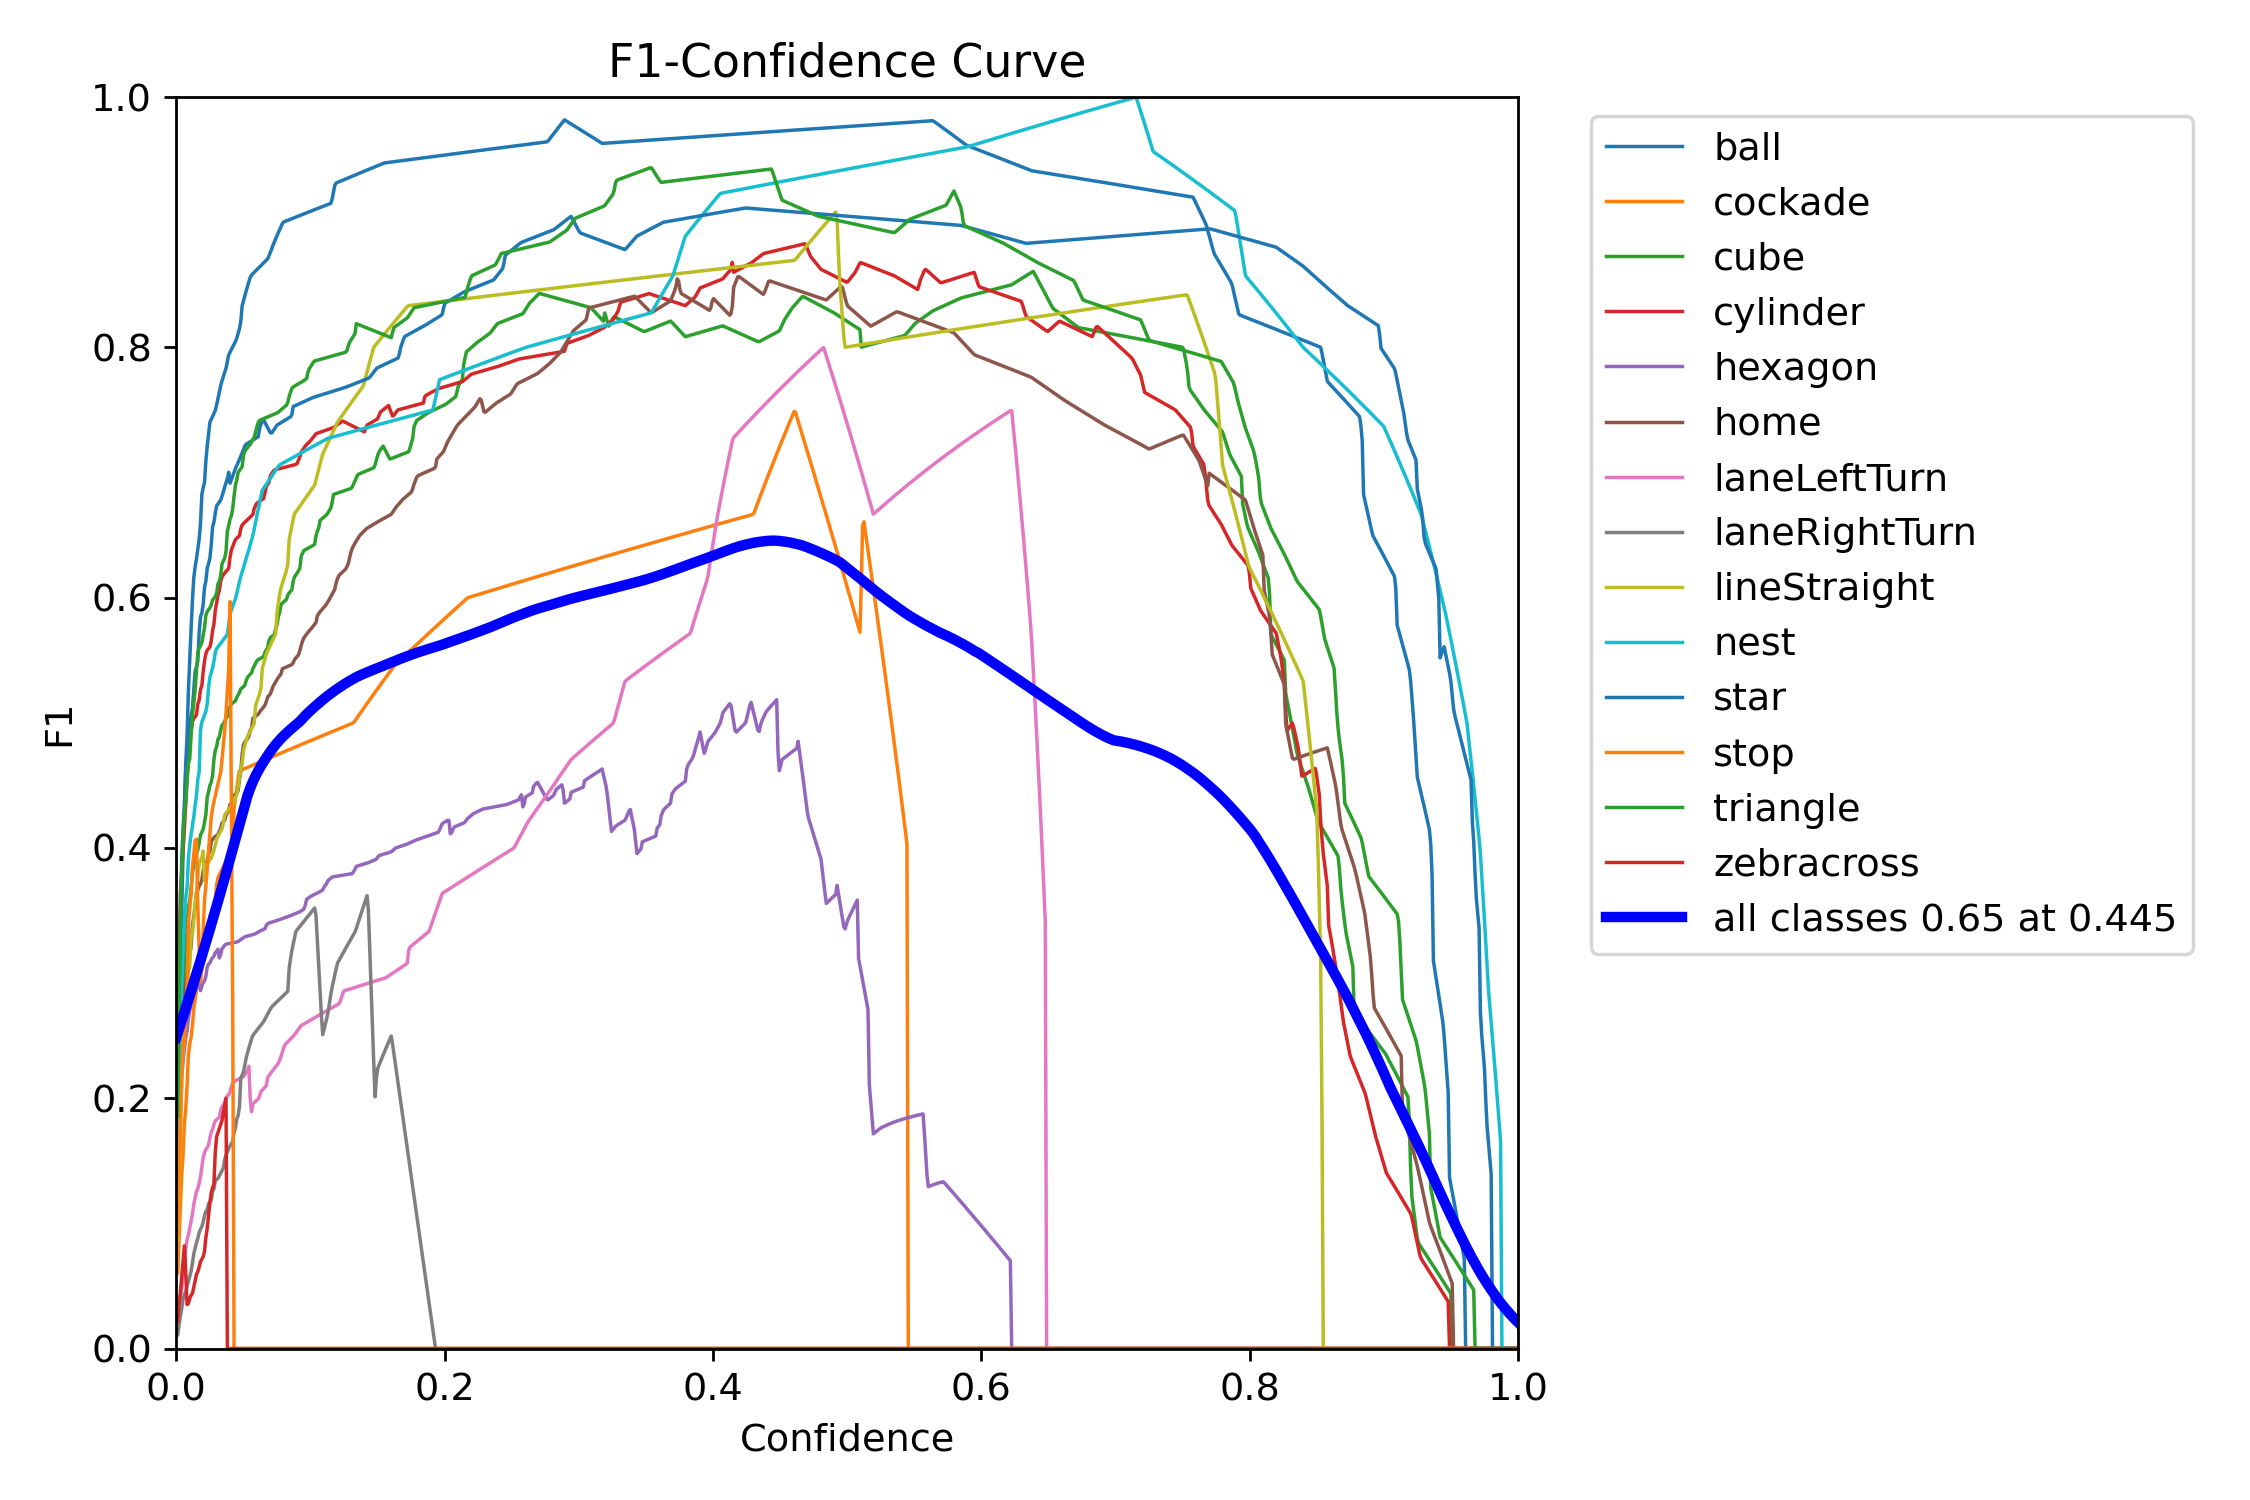 F1-Confidence Curve
1.0
0.8
0.6
0.4
0.2
0.0
F1
0.0 0.2 0.4 0.6 0.8 1.0
Confidence
ball
cockade
cube
cylinder
hexagon
home
laneLeftTurn
laneRightTurn
lineStraight
nest
star
stop
triangle
zebracross
all classes 0.65 at 0.445